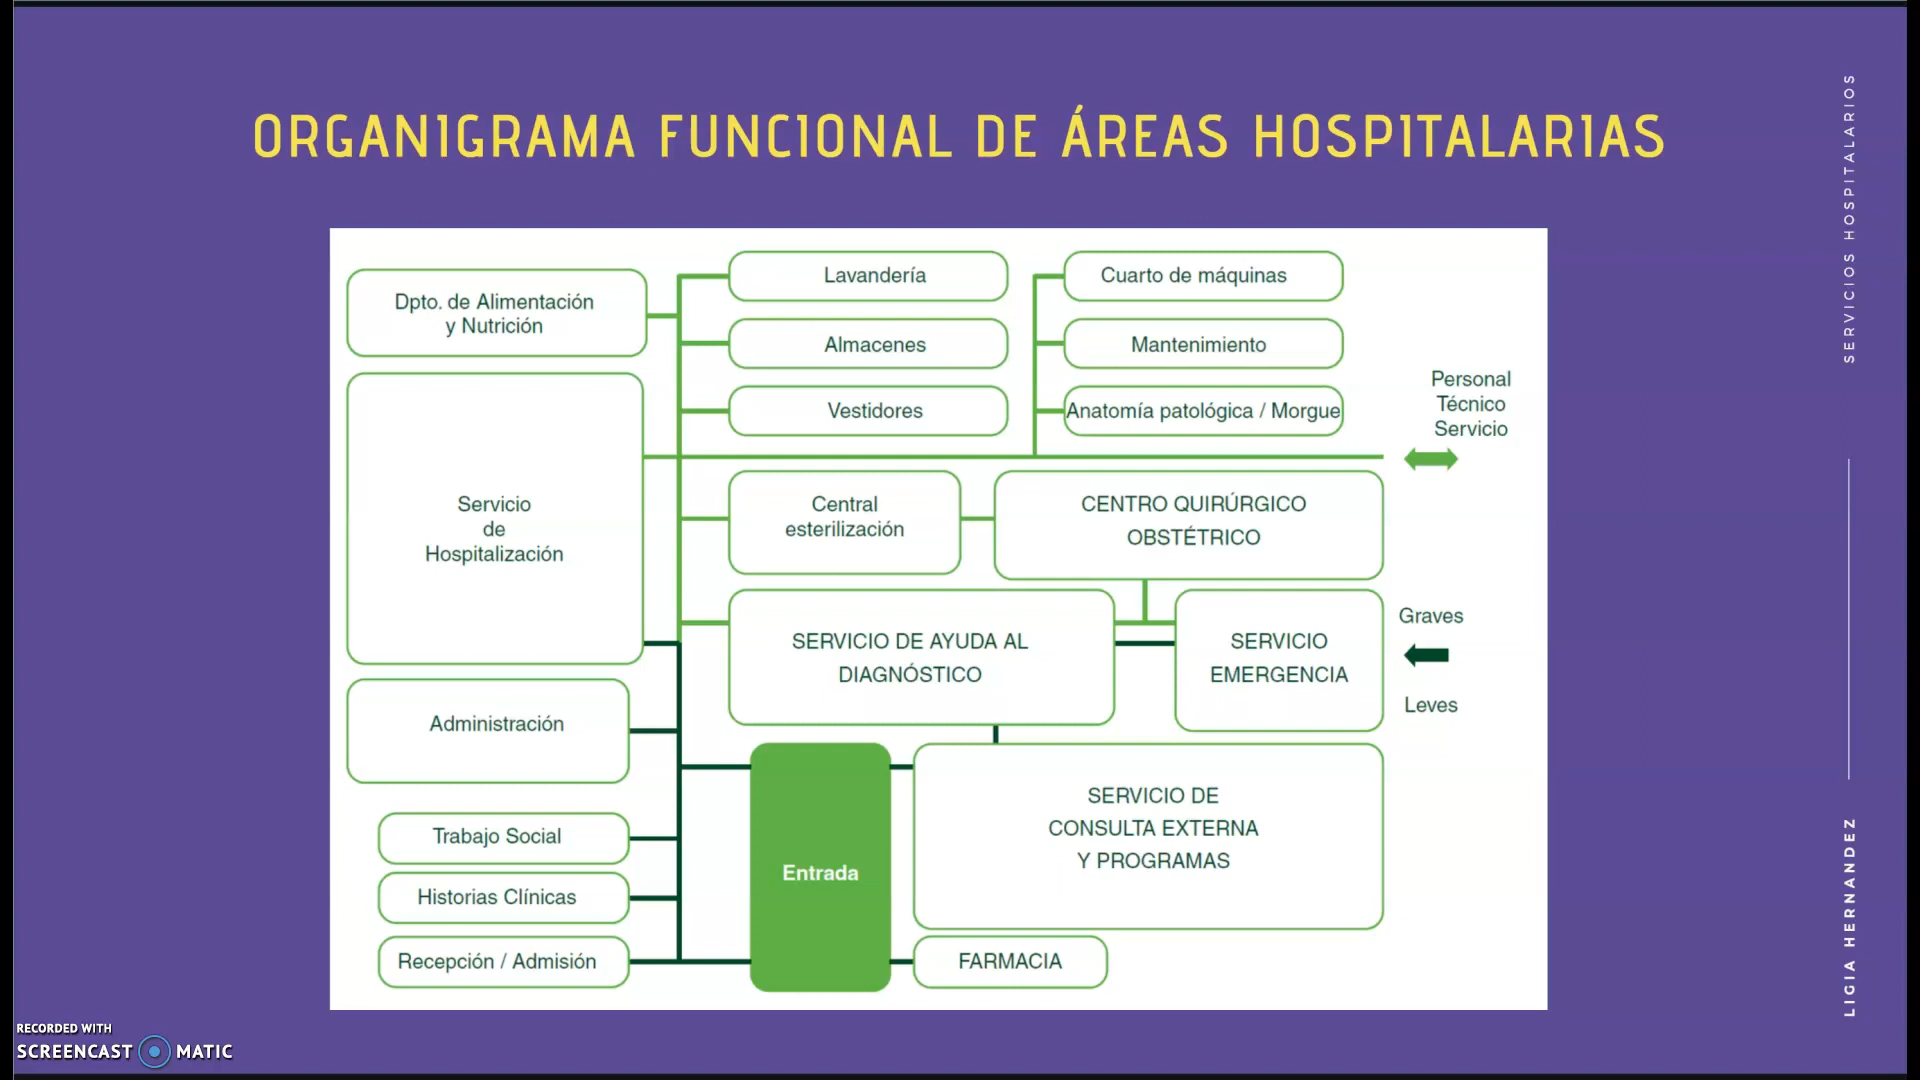 ORGANIGRAMA FUNCIONAL DE ÁREAS HOSPITALARIAS
SERVICIOS HOSPITALARIOS
Dpto. de Alimentación
y Nutrición
Lavandería
Cuarto de máquinas
Almacenes
Mantenimiento
Vestidores
Anatomía patológica / Morgue
Personal
Técnico
Servicio
Servicio
de
Hospitalización
Central
esterilización
CENTRO QUIRÚRGICO
OBSTÉTRICO
SERVICIO DE AYUDA AL
DIAGNÓSTICO
SERVICIO
EMERGENCIA
Graves
Leves
Administración
Trabajo Social
Historias Clínicas
Recepción / Admisión
Entrada
SERVICIO DE
CONSULTA EXTERNA
Y PROGRAMAS
FARMACIA
LIGIA HERNANDEZ
RECORDED WITH
SCREENCAST MATIC